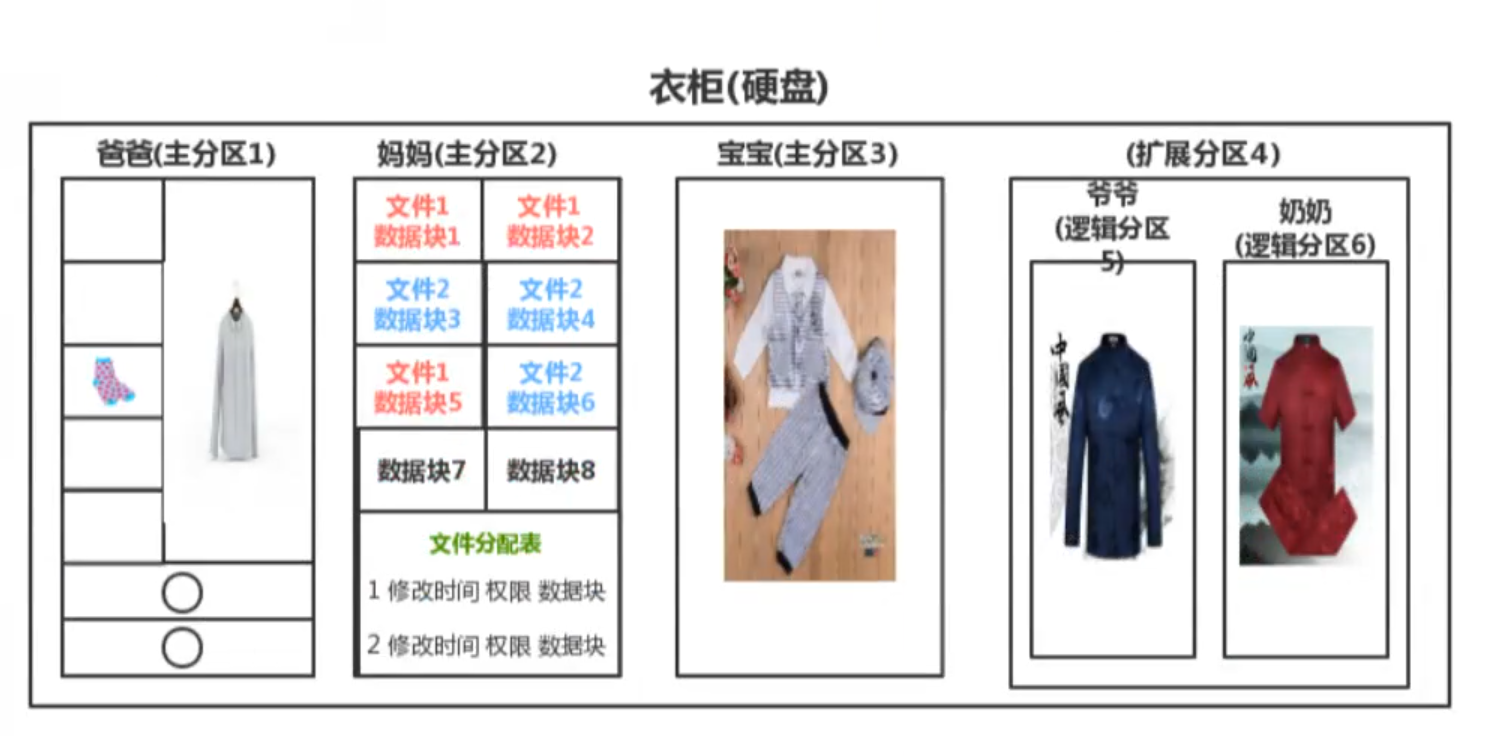 衣柜(硬盘)
爸爸(主分区1)
妈妈(主分区2)
宝宝(主分区3)
(扩展分区4)
文件1
数据块1
文件1
数据块2
文件2
数据块3
文件2
数据块4
文件1
数据块5
文件2
数据块6
数据块7
数据块8
文件分配表
1 修改时间 权限 数据块
2 修改时间 权限 数据块
爷爷
(逻辑分区
5)
奶奶
(逻辑分区6)
中國風